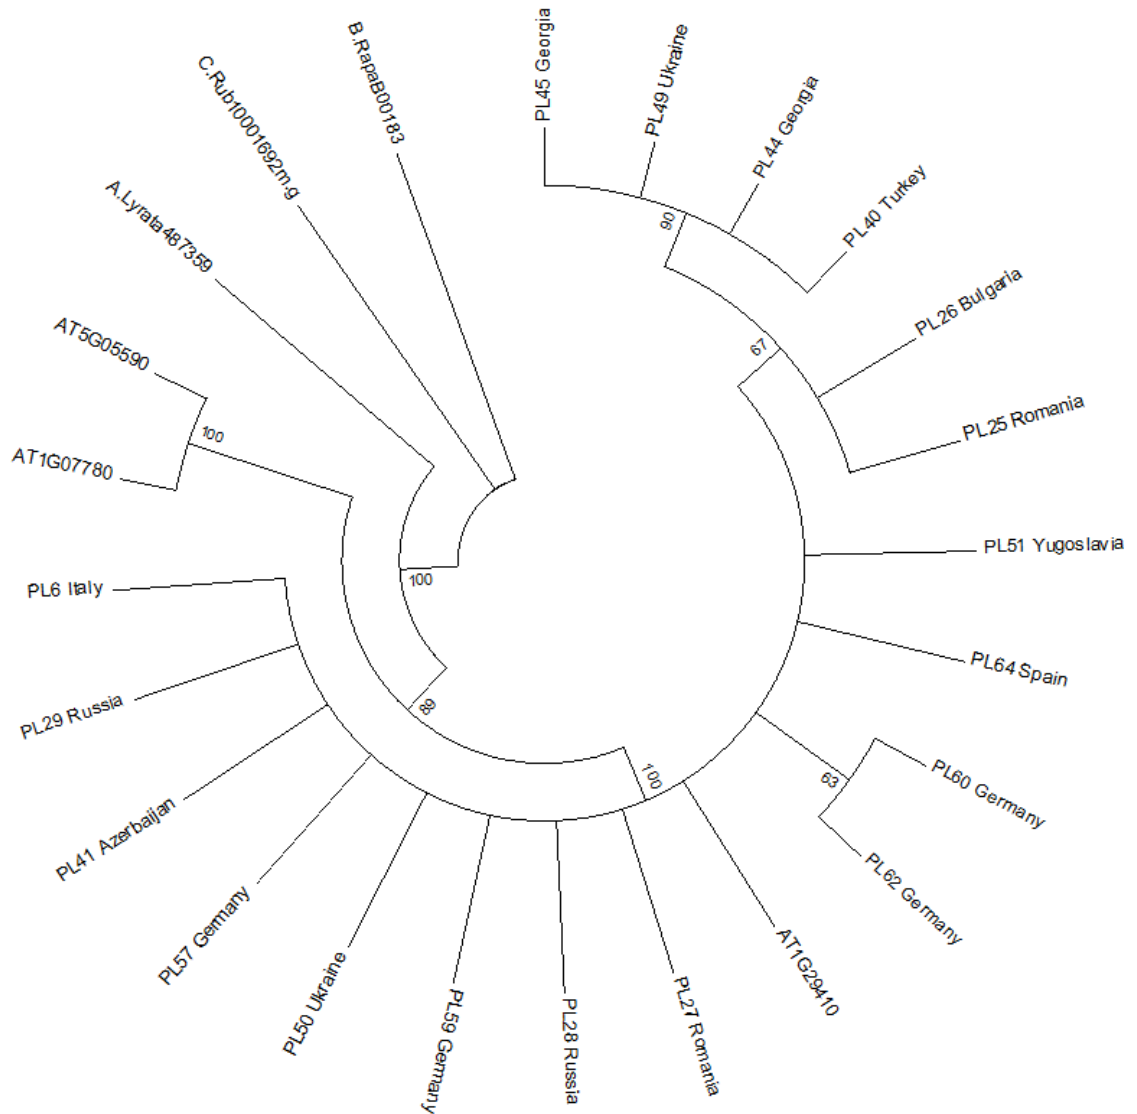 PL45 Georgia
PL49 Ukraine
PL44 Georgia
PL40 Turkey
PL26 Bulgaria
PL25 Romania
PL51 Yugoslavia
PL64 Spain
PL60 Germany
PL62 Germany
AT1G29410
PL27 Romania
PL28 Russia
PL59 Germany
PL50 Ukraine
PL57 Germany
PL41 Azerbaijan
PL29 Russia
PL6 Italy
AT1G07780
AT5G05590
A.Lyrata487359
C.Rub10001692m.g
B.RapaB00183
90
67
63
100
89
100
100